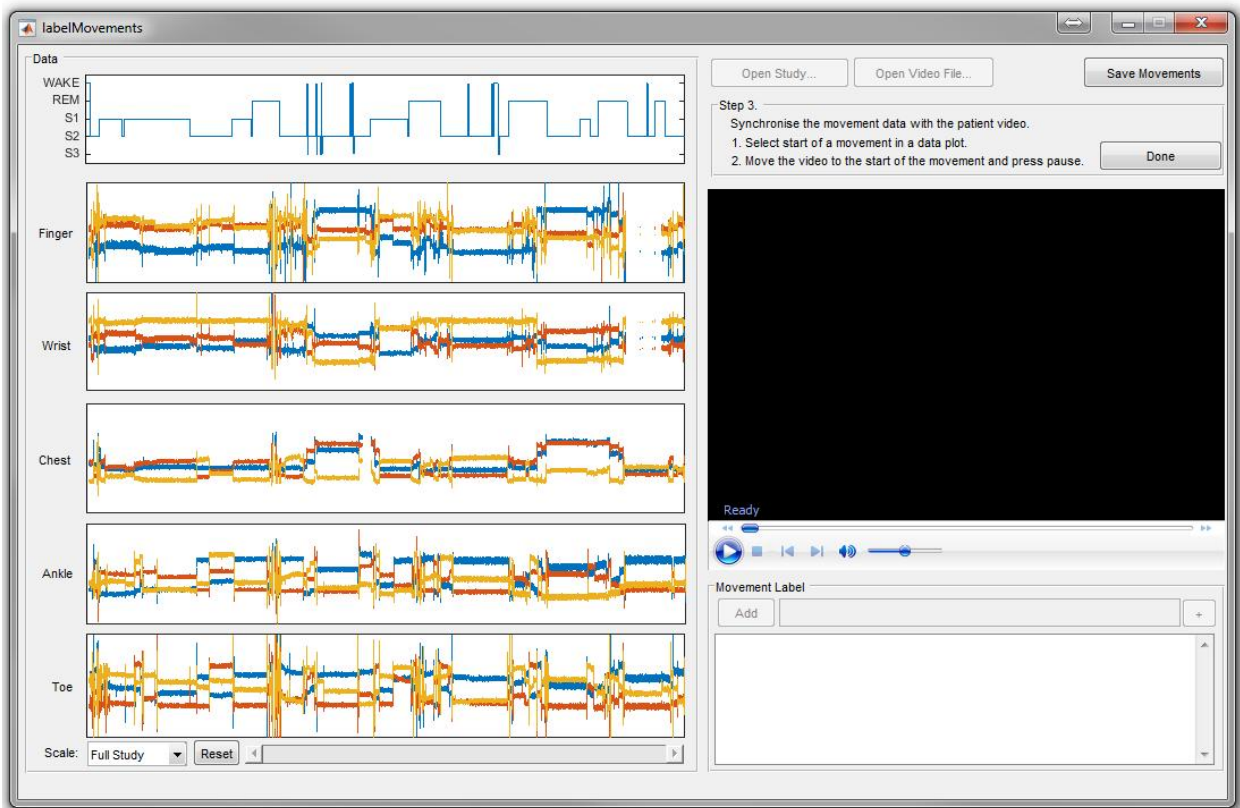 labelMovements
Data
WAKE
REM
S1
S2
S3
Finger
Wrist
Chest
Ankle
Toe
Scale: Full Study Reset
Open Study... Open Video File... Save Movements
Step 3.
Synchronise the movement data with the patient video.
1. Select start of a movement in a data plot.
2. Move the video to the start of the movement and press pause.
Done
Ready
Movement Label
Add +